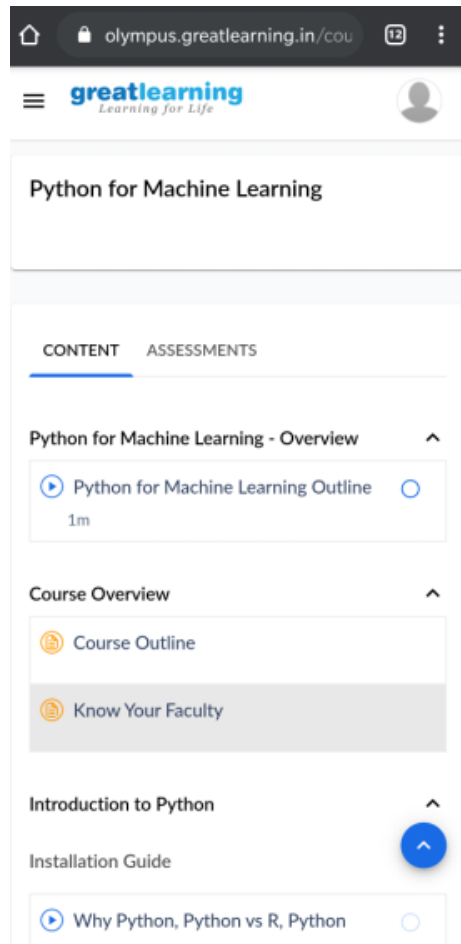 olympus.greatlearning.in/cou
12
greatlearning
Learning for Life
Python for Machine Learning
CONTENT ASSESSMENTS
Python for Machine Learning - Overview
Python for Machine Learning Outline
1m
Course Overview
Course Outline
Know Your Faculty
Introduction to Python
Installation Guide
Why Python, Python vs R, Python